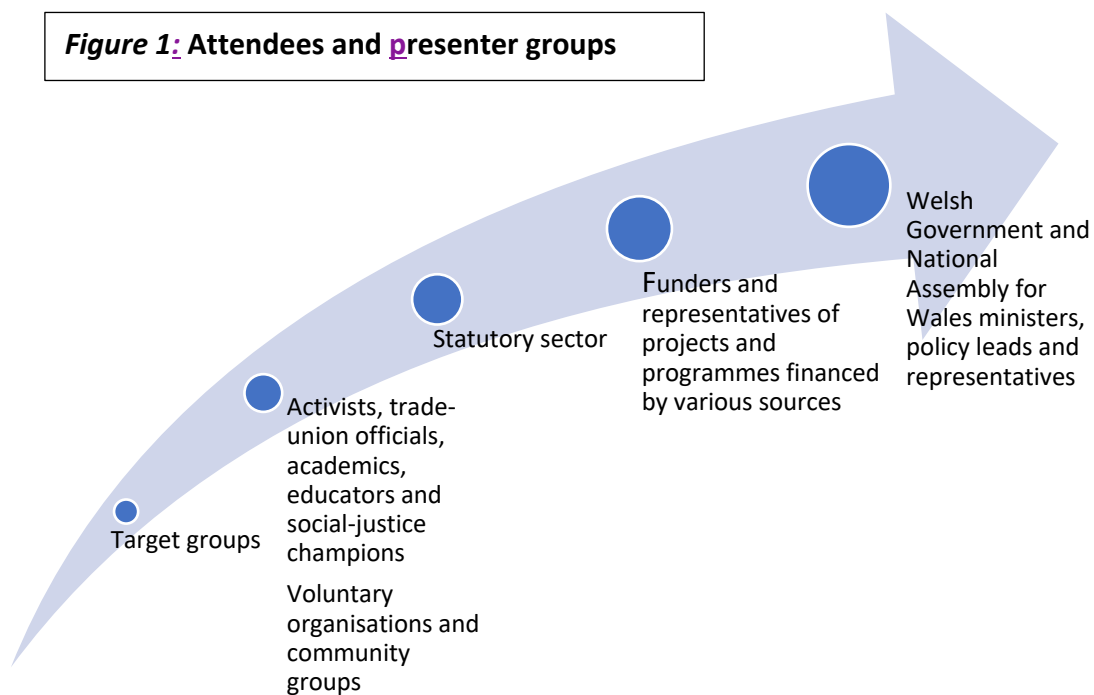 Figure 1: Attendees and presenter groups
Target groups
Activists, trade-
union officials,
academics,
educators and
social-justice
champions
Voluntary
organisations and
community
groups
Statutory sector
Funders and
representatives of
projects and
programmes financed
by various sources
Welsh
Government and
National
Assembly for
Wales ministers,
policy leads and
representatives